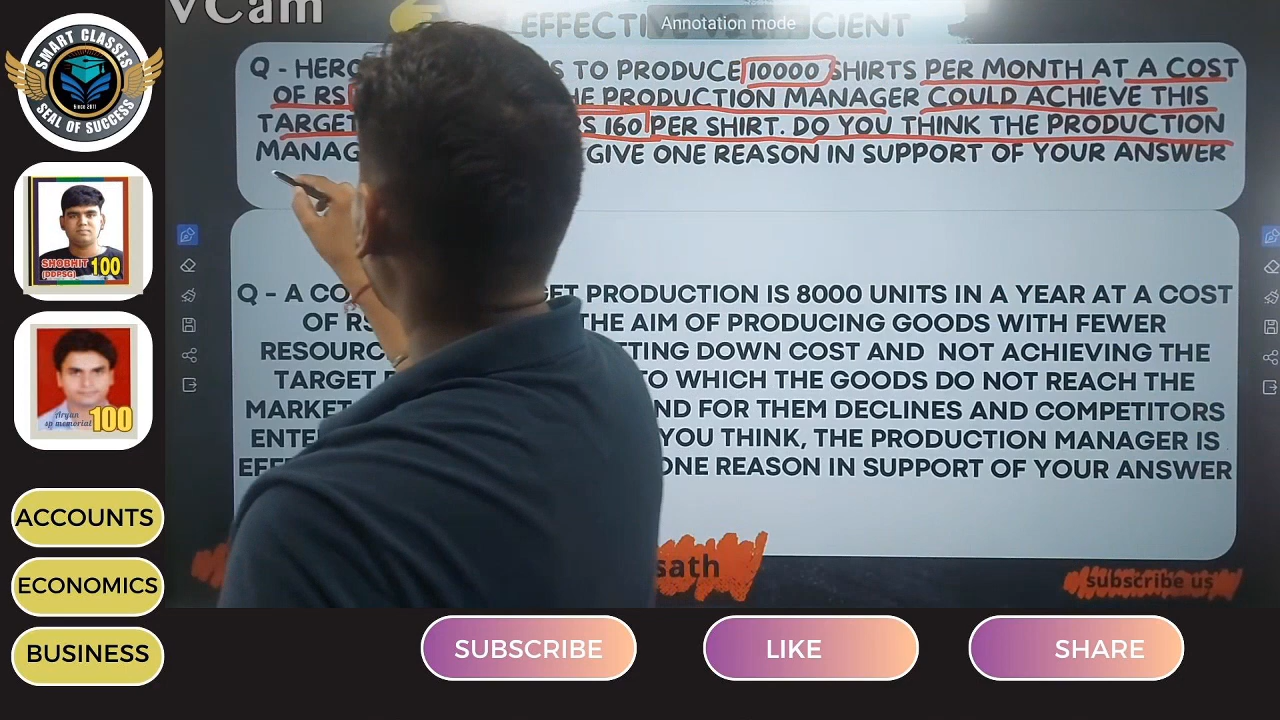 VCam
EFFECTIVE CIENT
Annotation mode
Q - HERO S TO PRODUCE 10000 SHIRTS PER MONTH AT A COST
OF RS HE PRODUCTION MANAGER COULD ACHIEVE THIS
TARGET RS 160 PER SHIRT. DO YOU THINK THE PRODUCTION
MANAG GIVE ONE REASON IN SUPPORT OF YOUR ANSWER
Q - A CO GET PRODUCTION IS 8000 UNITS IN A YEAR AT A COST
OF RS THE AIM OF PRODUCING GOODS WITH FEWER
RESOURC TTING DOWN COST AND NOT ACHIEVING THE
TARGET TO WHICH THE GOODS DO NOT REACH THE
MARKET ND FOR THEM DECLINES AND COMPETITORS
ENTE YOU THINK, THE PRODUCTION MANAGER IS
EFF ONE REASON IN SUPPORT OF YOUR ANSWER
sath
subscribe us
SMART CLASSES
Since 2011
SEAL OF SUCCESS
SHOBHIT
(DDPSG) 100
Aryan
sp memorial 100
ACCOUNTS
ECONOMICS
BUSINESS
SUBSCRIBE
LIKE
SHARE